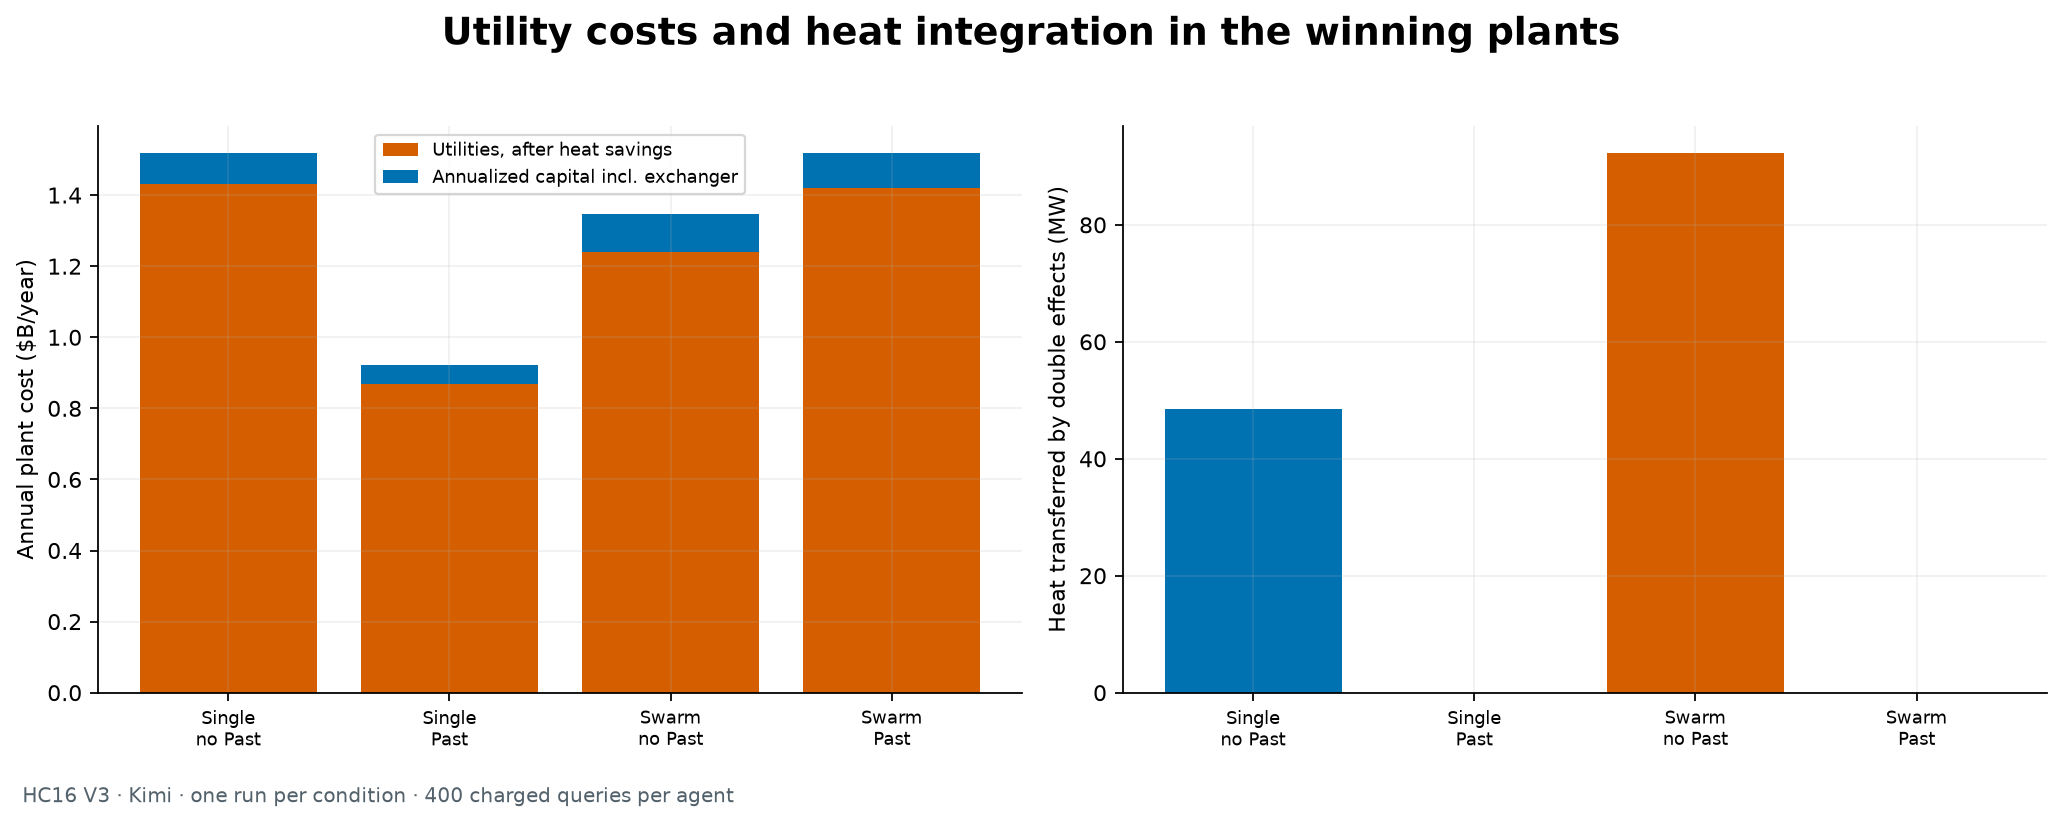 Utility costs and heat integration in the winning plants
Annual plant cost ($B/year)
1.4
1.2
1.0
0.8
0.6
0.4
0.2
0.0
Utilities, after heat savings
Annualized capital incl. exchanger
Single
no Past
Single
Past
Swarm
no Past
Swarm
Past
Heat transferred by double effects (MW)
80
60
40
20
0
Single
no Past
Single
Past
Swarm
no Past
Swarm
Past
HC16 V3 · Kimi · one run per condition · 400 charged queries per agent